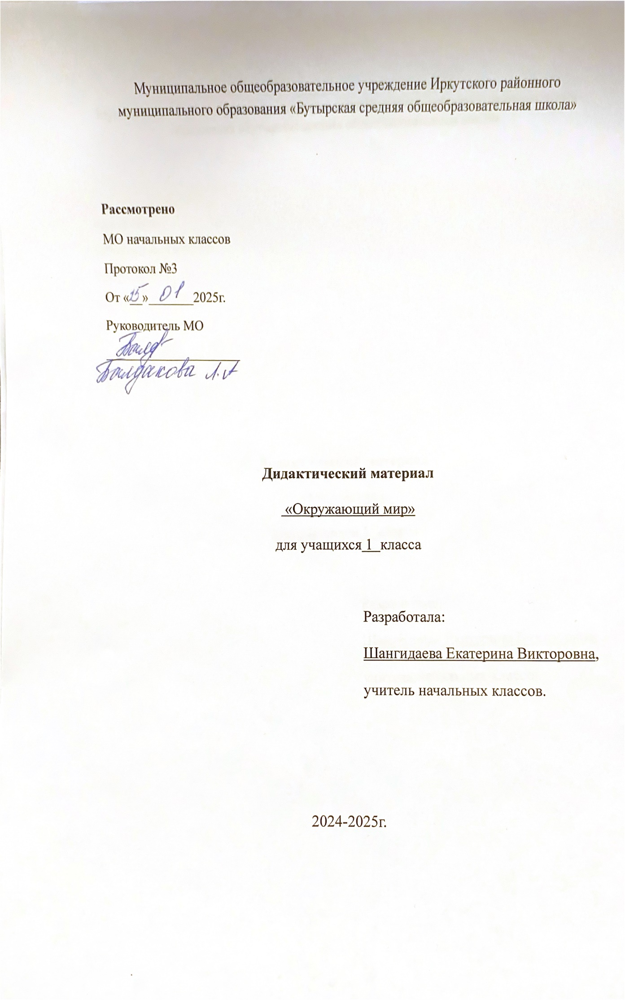 Муниципальное общеобразовательное учреждение Иркутского районного
муниципального образования «Бутырская средняя общеобразовательная школа»
Рассмотрено
МО начальных классов
Протокол №3
От «15» 01 2025г.
Руководитель МО
Балдакова Л.А
Дидактический материал
«Окружающий мир»
для учащихся 1 класса
Разработала:
Шангидаева Екатерина Викторовна,
учитель начальных классов.
2024-2025г.